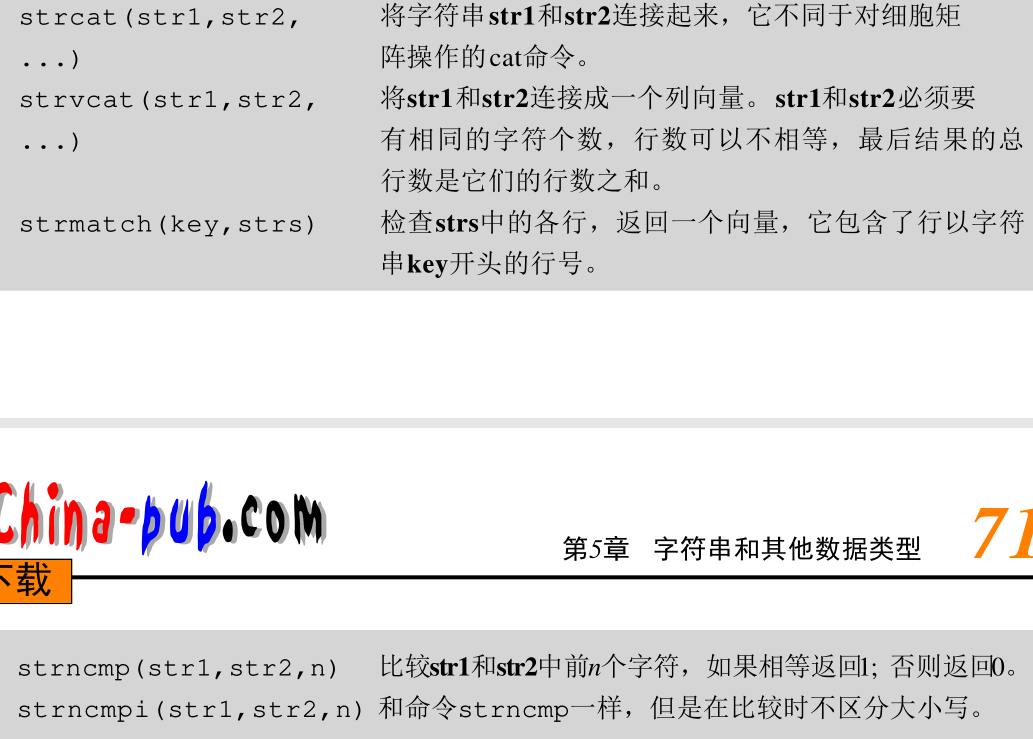 strcat(str1,str2, 将字符串str1和str2连接起来，它不同于对细胞矩
...) 阵操作的cat命令。
strvcat(str1,str2, 将str1和str2连接成一个列向量。str1和str2必须要
...) 有相同的字符个数，行数可以不相等，最后结果的总
行数是它们的行数之和。
strmatch(key,strs) 检查strs中的各行，返回一个向量，它包含了行以字符
串key开头的行号。
China-pub.com
第5章 字符串和其他数据类型 71
下载
strncmp(str1,str2,n) 比较str1和str2中前n个字符，如果相等返回1; 否则返回0。
strncmpi(str1,str2,n) 和命令strncmp一样，但是在比较时不区分大小写。